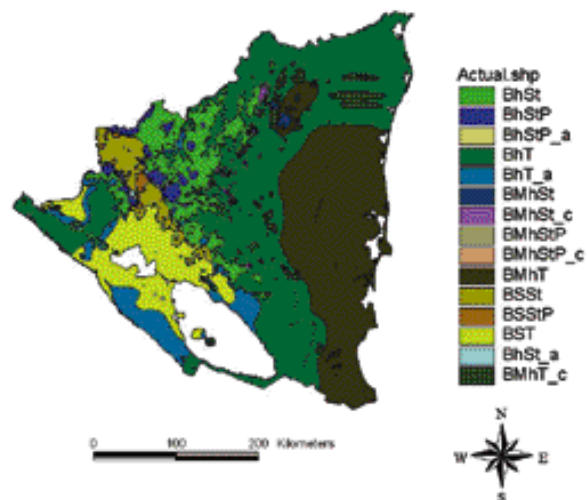 Actual.shp
BhSt
BhStP
BhStP_a
BhT
BhT_a
BMhSt
BMhSt_c
BMhStP
BMhStP_c
BMhT
BSSt
BSStP
BST
BhSt_a
BMhT_c
0 100 200 Kilometers
N
W E
S